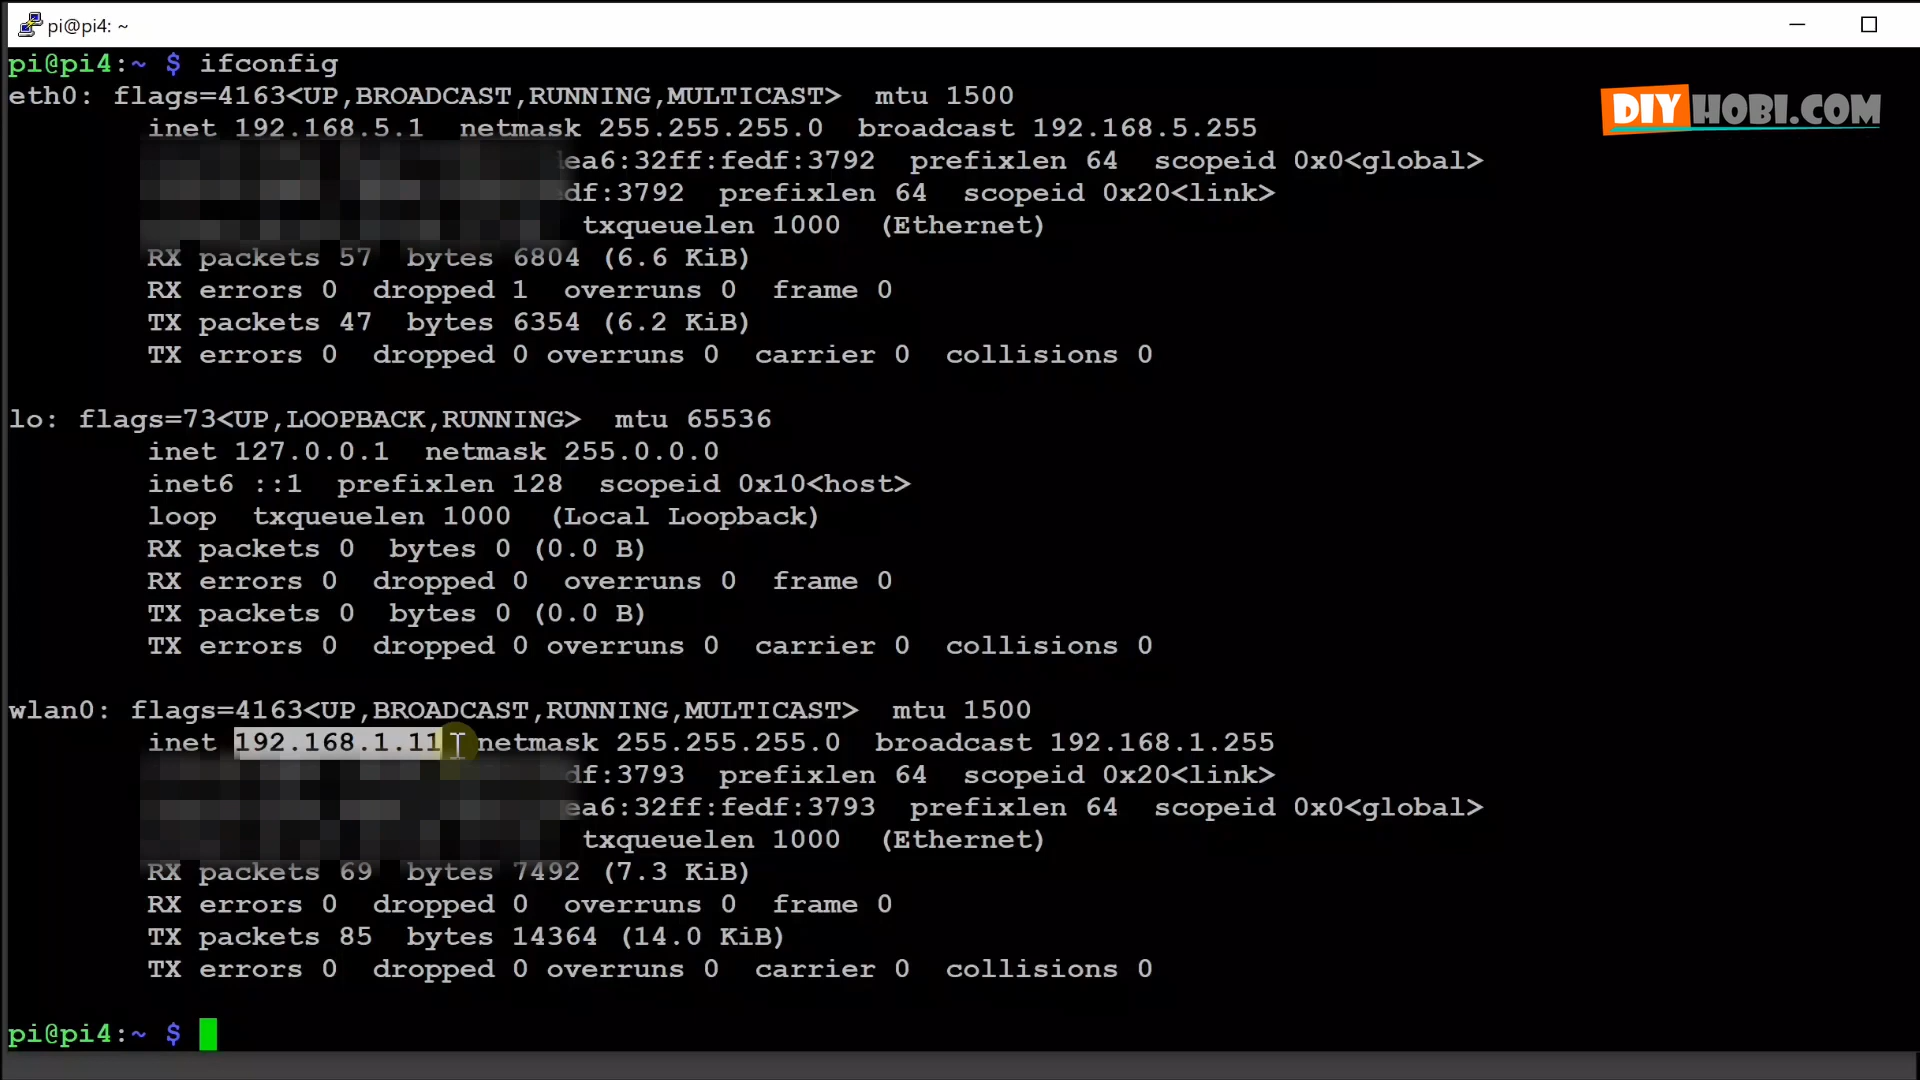 pi@pi4: ~
pi@pi4:~ $ ifconfig
eth0: flags=4163<UP,BROADCAST,RUNNING,MULTICAST>  mtu 1500
DIYHOBI.COM
inet 192.168.5.1  netmask 255.255.255.0  broadcast 192.168.5.255
ea6:32ff:fedf:3792  prefixlen 64  scopeid 0x0<global>
df:3792  prefixlen 64  scopeid 0x20<link>
txqueuelen 1000  (Ethernet)
RX packets 57  bytes 6804 (6.6 KiB)
RX errors 0  dropped 1  overruns 0  frame 0
TX packets 47  bytes 6354 (6.2 KiB)
TX errors 0  dropped 0 overruns 0  carrier 0  collisions 0
lo: flags=73<UP,LOOPBACK,RUNNING>  mtu 65536
inet 127.0.0.1  netmask 255.0.0.0
inet6 ::1  prefixlen 128  scopeid 0x10<host>
loop  txqueuelen 1000  (Local Loopback)
RX packets 0  bytes 0 (0.0 B)
RX errors 0  dropped 0  overruns 0  frame 0
TX packets 0  bytes 0 (0.0 B)
TX errors 0  dropped 0 overruns 0  carrier 0  collisions 0
wlan0: flags=4163<UP,BROADCAST,RUNNING,MULTICAST>  mtu 1500
inet 192.168.1.11  netmask 255.255.255.0  broadcast 192.168.1.255
df:3793  prefixlen 64  scopeid 0x20<link>
ea6:32ff:fedf:3793  prefixlen 64  scopeid 0x0<global>
txqueuelen 1000  (Ethernet)
RX packets 69  bytes 7492 (7.3 KiB)
RX errors 0  dropped 0  overruns 0  frame 0
TX packets 85  bytes 14364 (14.0 KiB)
TX errors 0  dropped 0 overruns 0  carrier 0  collisions 0
pi@pi4:~ $